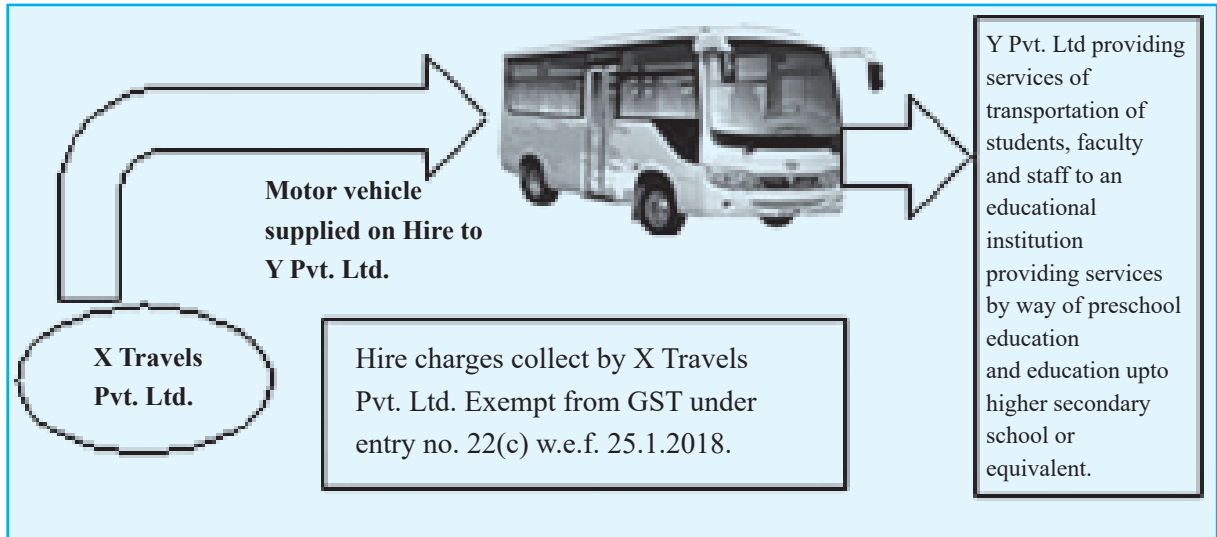 X Travels
Pvt. Ltd.
Motor vehicle
supplied on Hire to
Y Pvt. Ltd.
Hire charges collect by X Travels
Pvt. Ltd. Exempt from GST under
entry no. 22(c) w.e.f. 25.1.2018.
Y Pvt. Ltd providing
services of
transportation of
students, faculty
and staff to an
educational
institution
providing services
by way of preschool
education
and education upto
higher secondary
school or
equivalent.